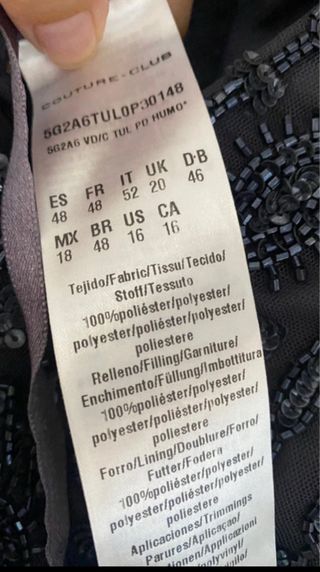 COUTURE-CLUB
5G2A6TUL0P30148
5G2A6 VD/C TUL PD HUMO*
ES FR IT UK D·B
48 48 52 20 46
MX BR US CA
18 48 16 16
Tejido/Fabric/Tissu/Tecido/
Stoff/Tessuto
100%poliéster/polyester/
polyester/poliéster/polyester/
poliestere
Relleno/Filling/Garniture/
Enchimento/Füllung/Imbottitura
100%poliéster/polyester/
polyester/poliéster/polyester/
poliestere
Forro/Lining/Doublure/Forro/
Futter/Fodera
100%poliéster/polyester/
polyester/poliéster/polyester/
poliestere
Aplicaciones/Trimmings
Parures/Aplicação/
Applicazioni